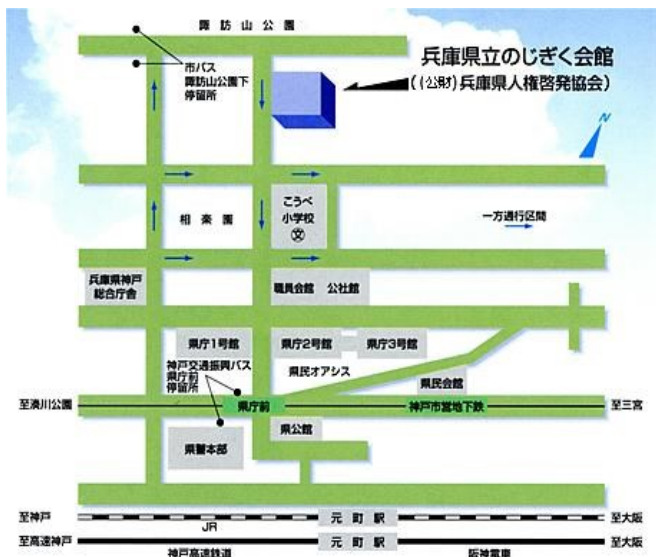 諏訪山公園
市バス
諏訪山公園下
停留所
兵庫県立のじぎく会館
((公財)兵庫県人権啓発協会)
N
こうべ
小学校
文
相楽園
一方通行区間
兵庫県神戸
総合庁舎
職員会館 公社館
県庁1号館
県庁2号館
県庁3号館
神戸交通振興バス
県庁前
停留所
県民オアシス
県民会館
至湊川公園
県庁前
神戸市営地下鉄
至三宮
県警本部
県公館
至神戸
JR
元町駅
至大阪
至高速神戸
神戸高速鉄道
元町駅
阪神電車
至大阪